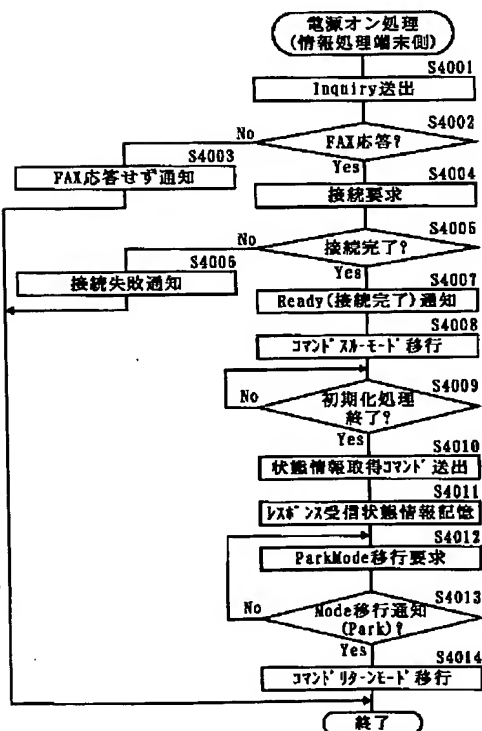 電源オン処理
(情報処理端末側)
S4001
Inquiry送出
S4002
FAX応答?
No
Yes
S4003
FAX応答せず通知
S4004
接続要求
S4005
接続完了?
No
Yes
S4006
接続失敗通知
S4007
Ready(接続完了)通知
S4008
コマンドスルーモード移行
S4009
初期化処理
終了?
No
Yes
S4010
状態情報取得コマンド送出
S4011
レスポンス受信状態情報記憶
S4012
ParkMode移行要求
S4013
Mode移行通知
(Park)?
No
Yes
S4014
コマンドリターンモード移行
終了